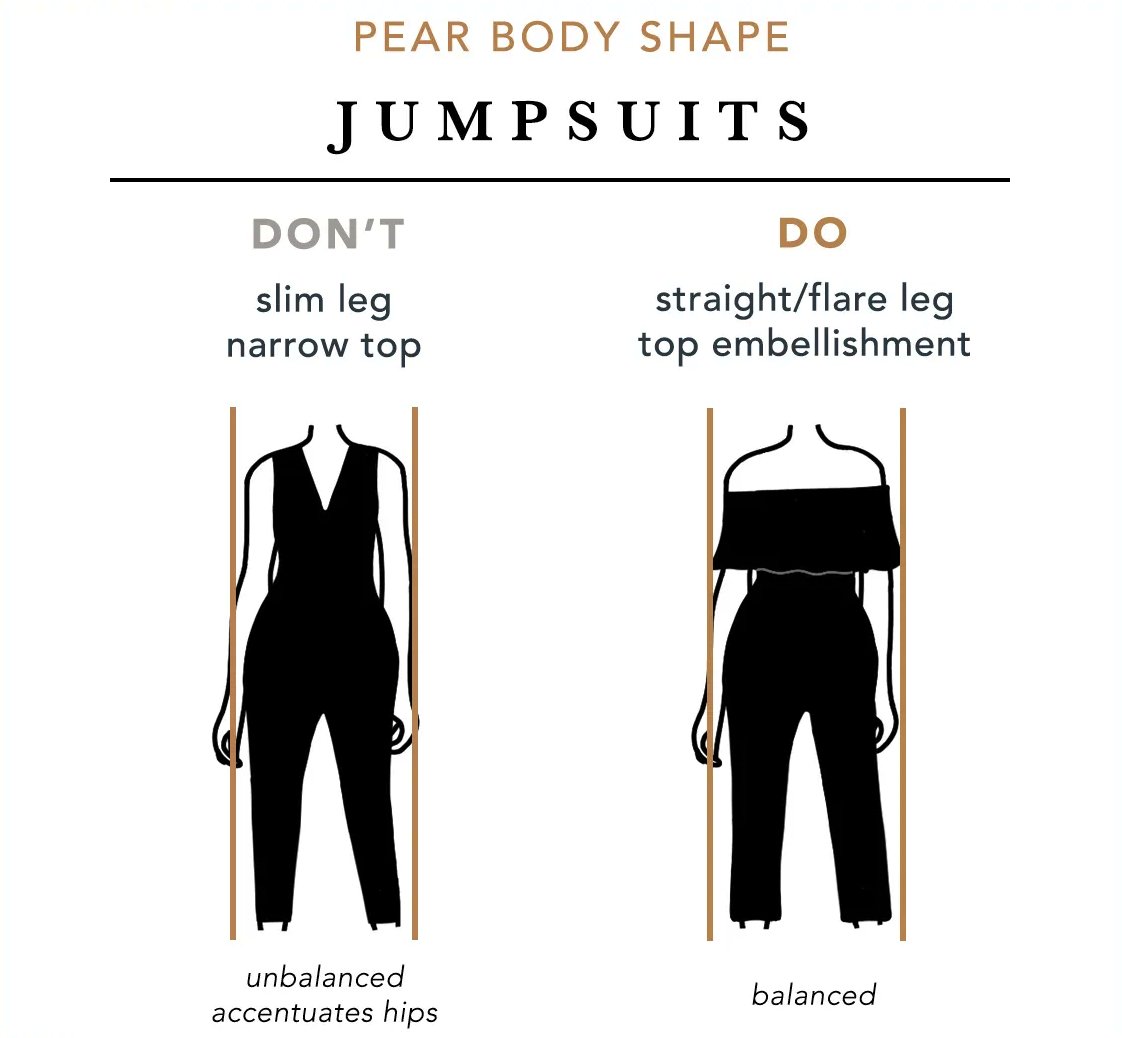 PEAR BODY SHAPE
JUMPSUITS
DON'T
slim leg
narrow top
unbalanced
accentuates hips
DO
straight/flare leg
top embellishment
balanced